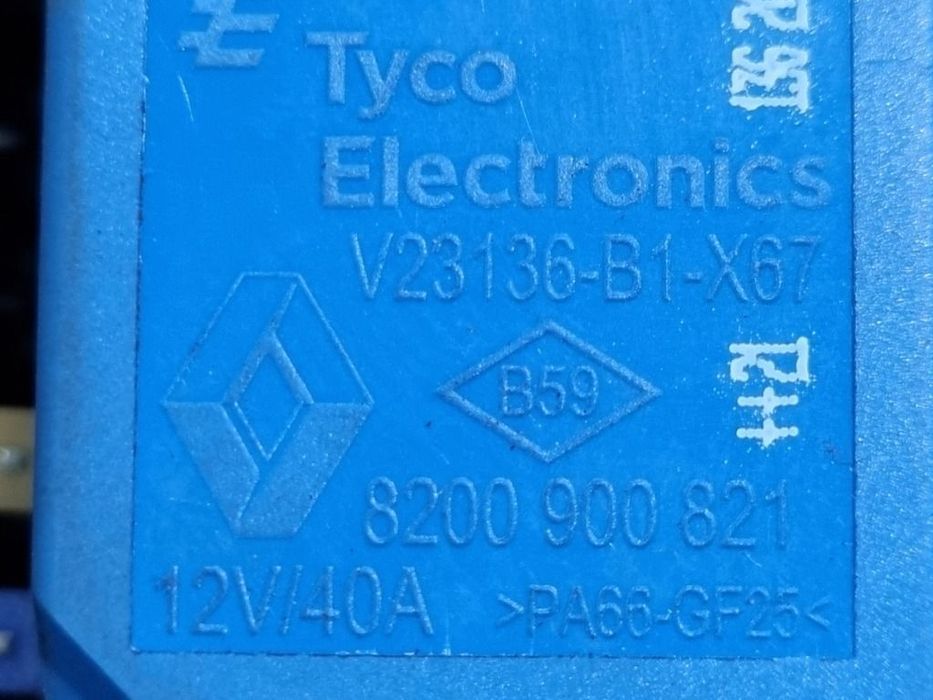 Tyco
Electronics
V23136-B1-X67
B59
8200 900 821
12V/40A >PA66-GF25<